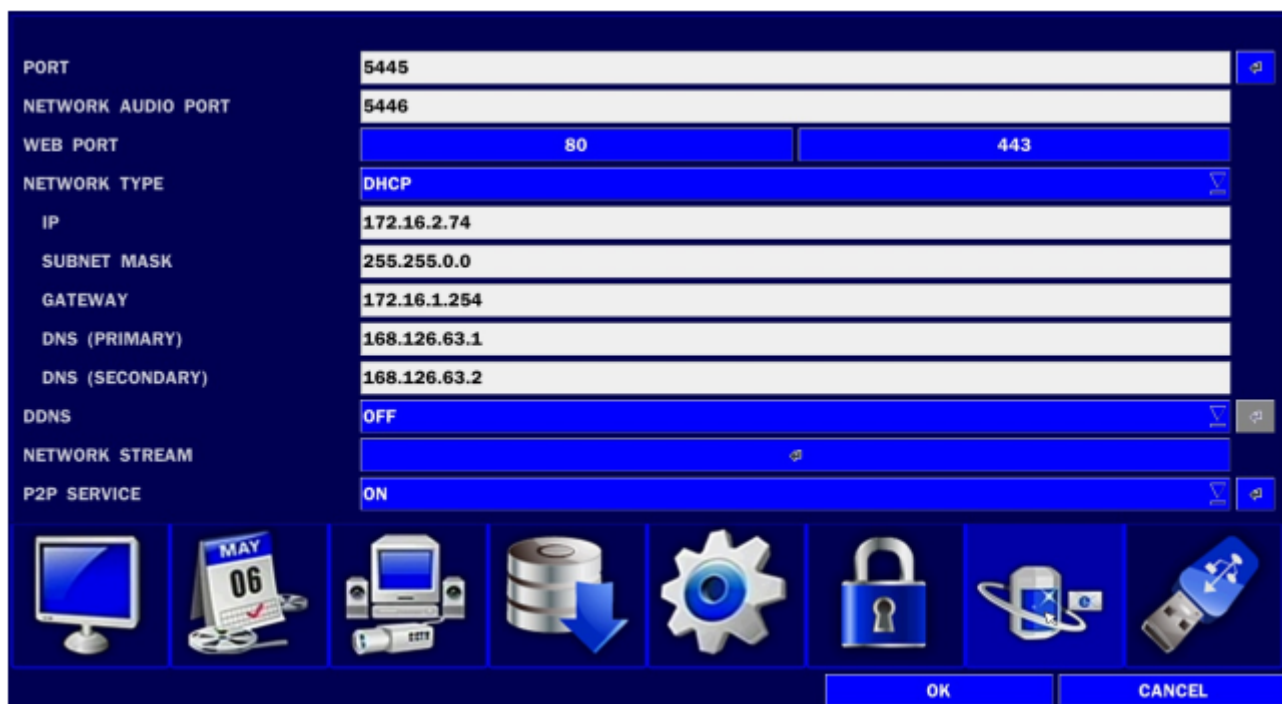 PORT 5445
NETWORK AUDIO PORT 5446
WEB PORT 80 443
NETWORK TYPE DHCP
IP 172.16.2.74
SUBNET MASK 255.255.0.0
GATEWAY 172.16.1.254
DNS (PRIMARY) 168.126.63.1
DNS (SECONDARY) 168.126.63.2
DDNS OFF
NETWORK STREAM
P2P SERVICE ON
MAY
06
CCTV
OK CANCEL